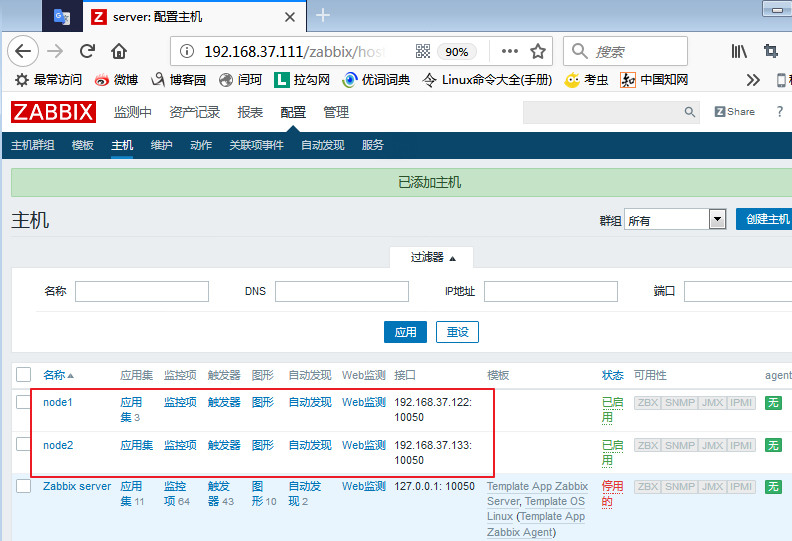 server: 配置主机
192.168.37.111/zabbix/hos
90%
搜索
最常访问 微博 博客园 闫珂 拉勾网 优词词典 Linux命令大全(手册) 考虫 中国知网
ZABBIX 监测中 资产记录 报表 配置 管理 Z Share ?
主机群组 模板 主机 维护 动作 关联项事件 自动发现 服务
已添加主机
主机 群组 所有 创建主机
过滤器
名称 DNS IP地址 端口
应用 重设
名称 应用集 监控项 触发器 图形 自动发现 Web监测 接口 模板 状态 可用性 agent
node1 应用 监控项 触发器 图形 自动发现 Web监测 192.168.37.122: 已启 ZBX SNMP JMX IPMI 无
集 3 10050 用
node2 应用集 监控项 触发器 图形 自动发现 Web监测 192.168.37.133: 已启 ZBX SNMP JMX IPMI 无
10050 用
Zabbix server 应用 监控 触发 图 自动发 Web监测 127.0.0.1: 10050 Template App Zabbix 停用 ZBX SNMP JMX IPMI 无
集 11 项 64 器 43 形 10 现 2 Server, Template OS 的
Linux (Template App
Zabbix Agent)